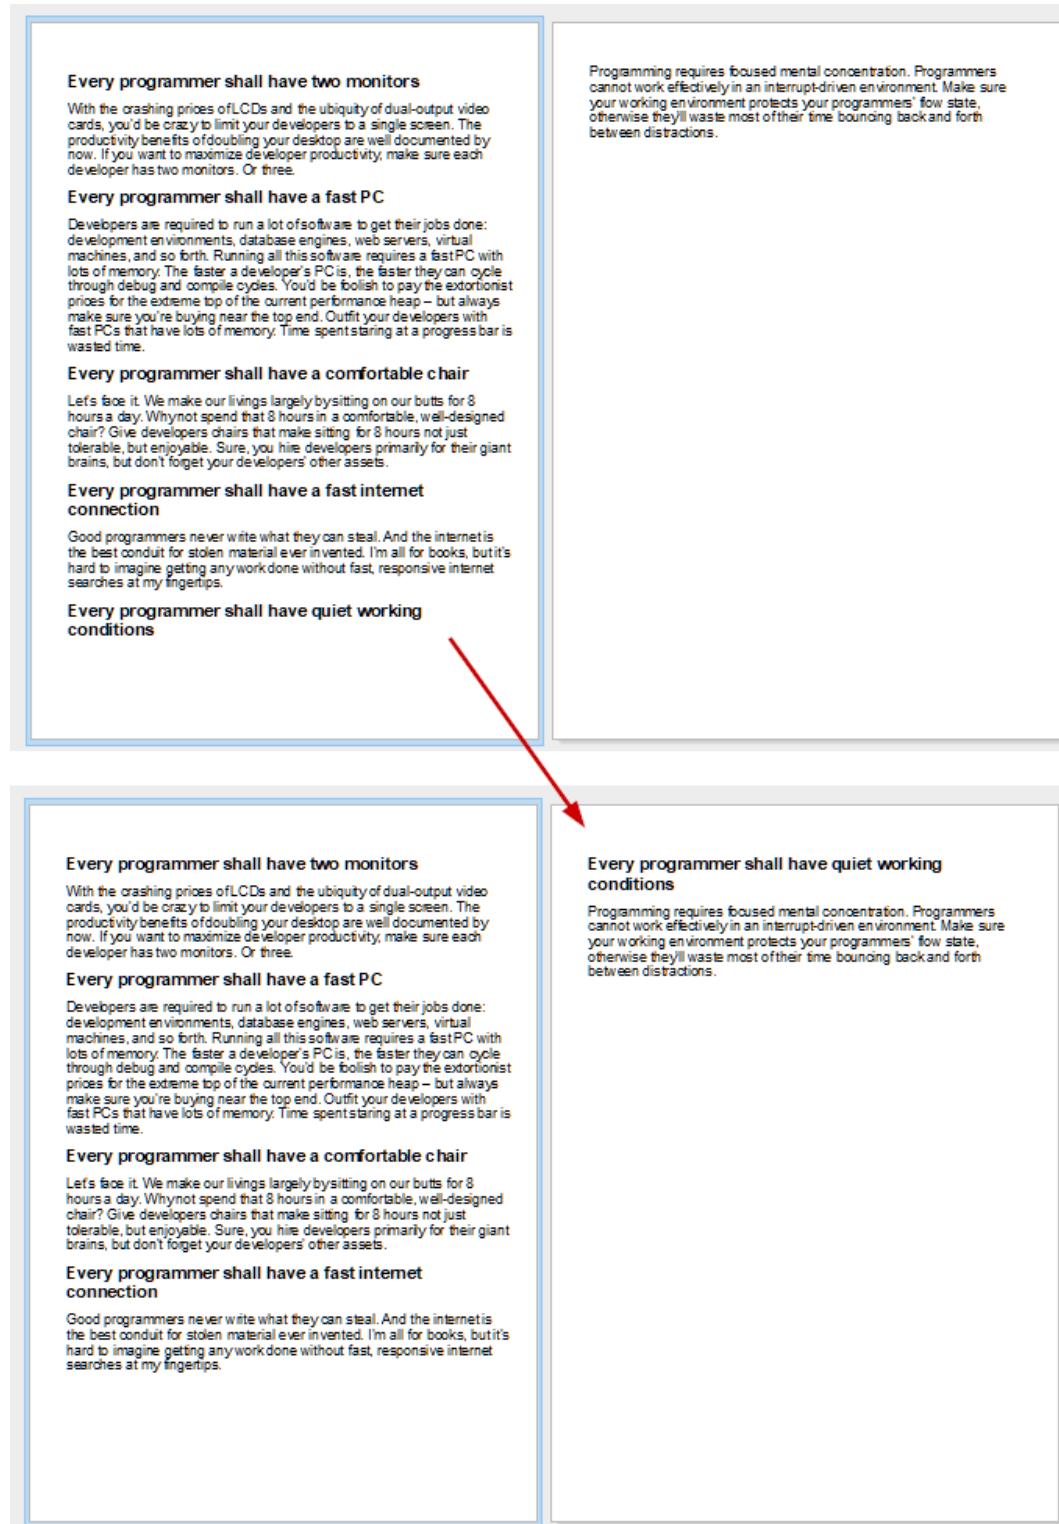 Every programmer shall have two monitors
With the crashing prices of LCDs and the ubiquity of dual-output video
cards, you'd be crazy to limit your developers to a single screen. The
productivity benefits of doubling your desktop are well documented by
now. If you want to maximize developer productivity, make sure each
developer has two monitors. Or three.
Every programmer shall have a fast PC
Developers are required to run a lot of software to get their jobs done:
development environments, database engines, web servers, virtual
machines, and so forth. Running all this software requires a fast PC with
lots of memory. The faster a developer's PC is, the faster they can cycle
through debug and compile cycles. You'd be foolish to pay the extortionist
prices for the extreme top of the current performance heap – but always
make sure you're buying near the top end. Outfit your developers with
fast PCs that have lots of memory. Time spent staring at a progress bar is
wasted time.
Every programmer shall have a comfortable chair
Let's face it. We make our livings largely by sitting on our butts for 8
hours a day. Why not spend that 8 hours in a comfortable, well-designed
chair? Give developers chairs that make sitting for 8 hours not just
tolerable, but enjoyable. Sure, you hire developers primarily for their giant
brains, but don't forget your developers' other assets.
Every programmer shall have a fast internet
connection
Good programmers never write what they can steal. And the internet is
the best conduit for stolen material ever invented. I'm all for books, but it's
hard to imagine getting any work done without fast, responsive internet
searches at my fingertips.
Every programmer shall have quiet working
conditions
Programming requires focused mental concentration. Programmers
cannot work effectively in an interrupt-driven environment. Make sure
your working environment protects your programmers' flow state,
otherwise they'll waste most of their time bouncing back and forth
between distractions.
Every programmer shall have two monitors
With the crashing prices of LCDs and the ubiquity of dual-output video
cards, you'd be crazy to limit your developers to a single screen. The
productivity benefits of doubling your desktop are well documented by
now. If you want to maximize developer productivity, make sure each
developer has two monitors. Or three.
Every programmer shall have a fast PC
Developers are required to run a lot of software to get their jobs done:
development environments, database engines, web servers, virtual
machines, and so forth. Running all this software requires a fast PC with
lots of memory. The faster a developer's PC is, the faster they can cycle
through debug and compile cycles. You'd be foolish to pay the extortionist
prices for the extreme top of the current performance heap – but always
make sure you're buying near the top end. Outfit your developers with
fast PCs that have lots of memory. Time spent staring at a progress bar is
wasted time.
Every programmer shall have a comfortable chair
Let's face it. We make our livings largely by sitting on our butts for 8
hours a day. Why not spend that 8 hours in a comfortable, well-designed
chair? Give developers chairs that make sitting for 8 hours not just
tolerable, but enjoyable. Sure, you hire developers primarily for their giant
brains, but don't forget your developers' other assets.
Every programmer shall have a fast internet
connection
Good programmers never write what they can steal. And the internet is
the best conduit for stolen material ever invented. I'm all for books, but it's
hard to imagine getting any work done without fast, responsive internet
searches at my fingertips.
Every programmer shall have quiet working
conditions
Programming requires focused mental concentration. Programmers
cannot work effectively in an interrupt-driven environment. Make sure
your working environment protects your programmers' flow state,
otherwise they'll waste most of their time bouncing back and forth
between distractions.